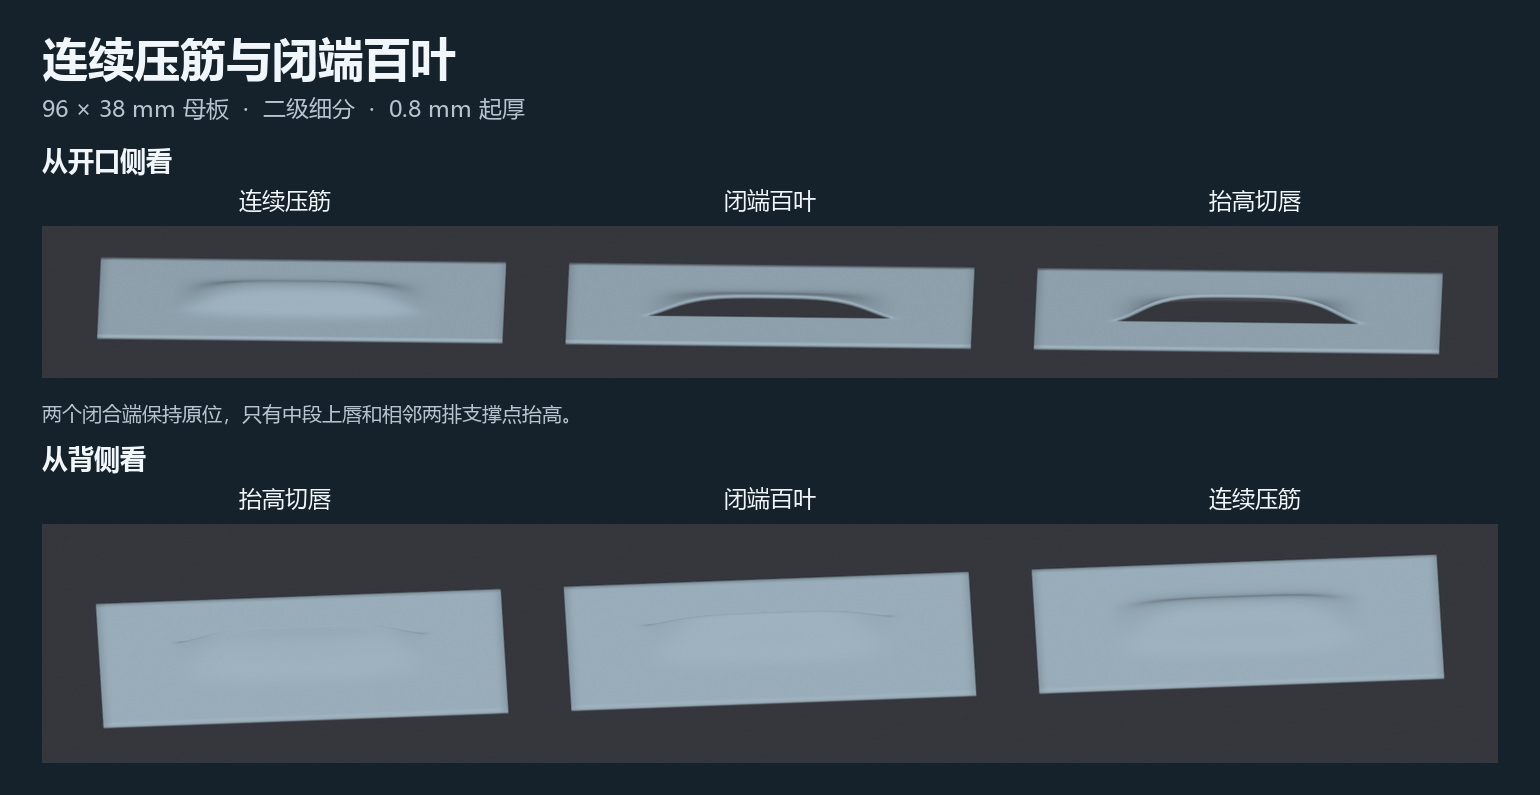 连续压筋与闭端百叶
96 × 38 mm 母板 · 二级细分 · 0.8 mm 起厚
从开口侧看
连续压筋 闭端百叶 抬高切唇
两个闭合端保持原位，只有中段上唇和相邻两排支撑点抬高。
从背侧看
抬高切唇 闭端百叶 连续压筋